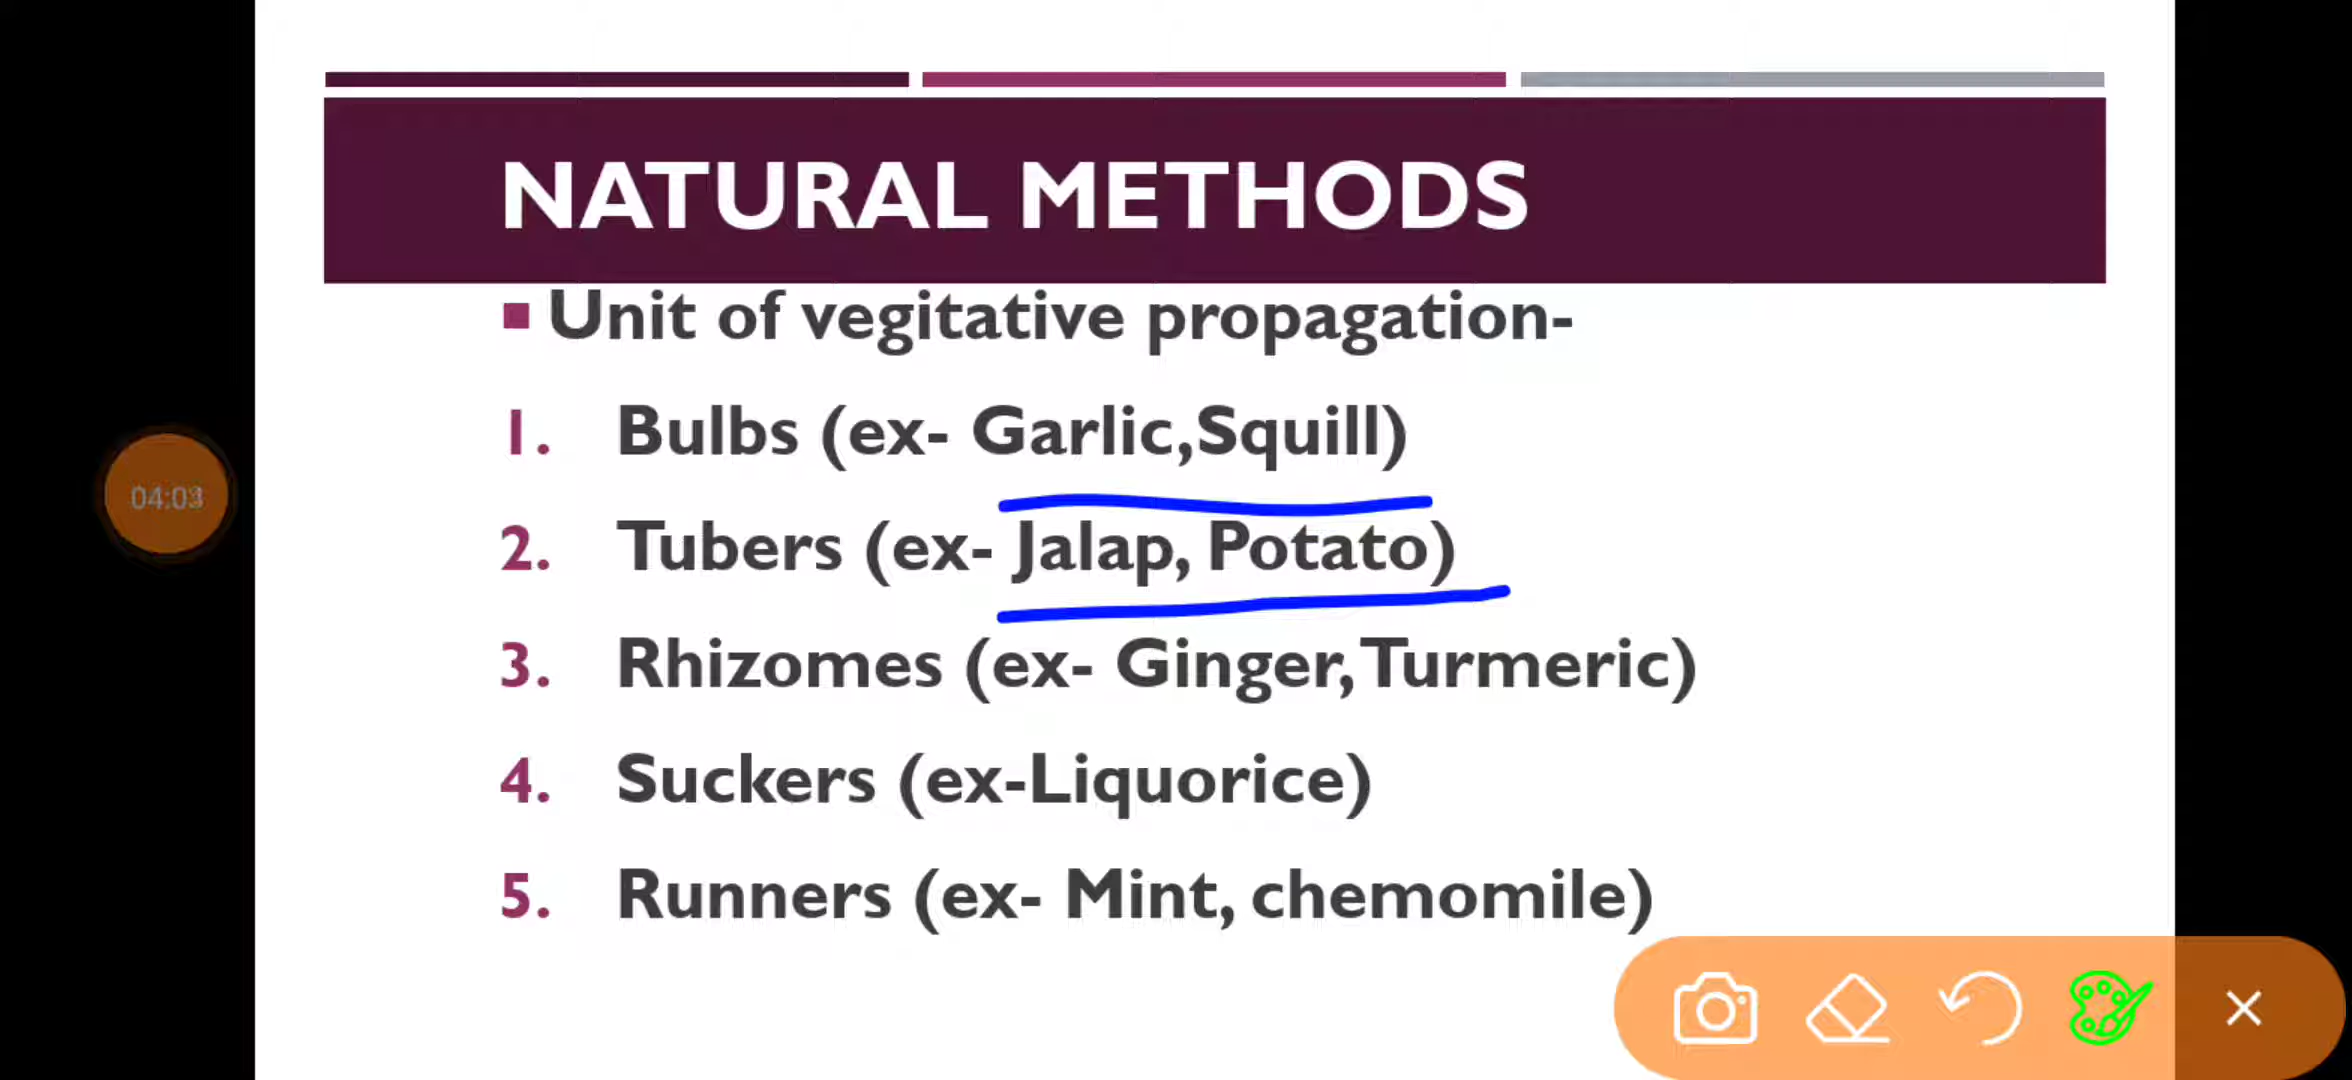 NATURAL METHODS
Unit of vegitative propagation-
1. Bulbs (ex- Garlic,Squill)
2. Tubers (ex- Jalap, Potato)
04:03
3. Rhizomes (ex- Ginger,Turmeric)
4. Suckers (ex-Liquorice)
5. Runners (ex- Mint, chemomile)